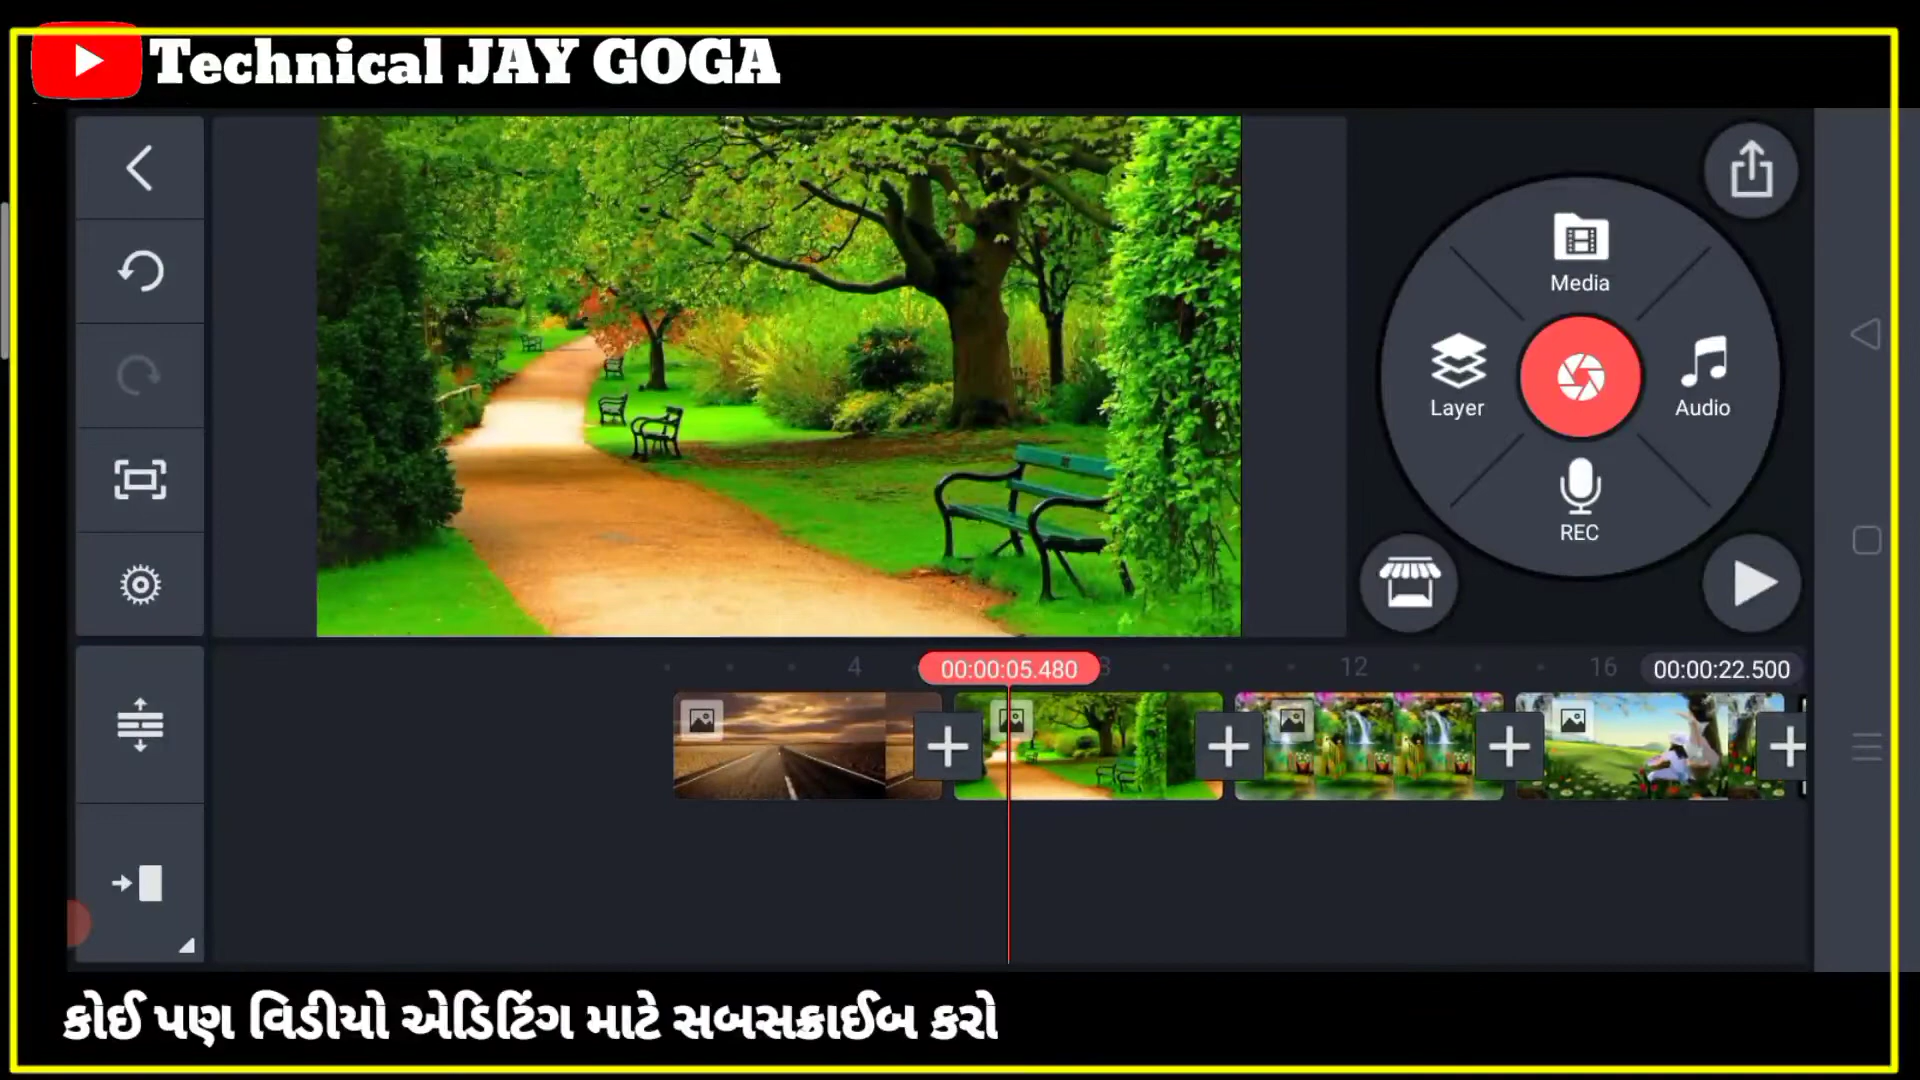 Technical JAY GOGA
Media
Layer
Audio
REC
4
00:00:05.480
8
12
16
00:00:22.500
કોઈ પણ વિડીયો એડિટિંગ માટે સબસક્રાઈબ કરો